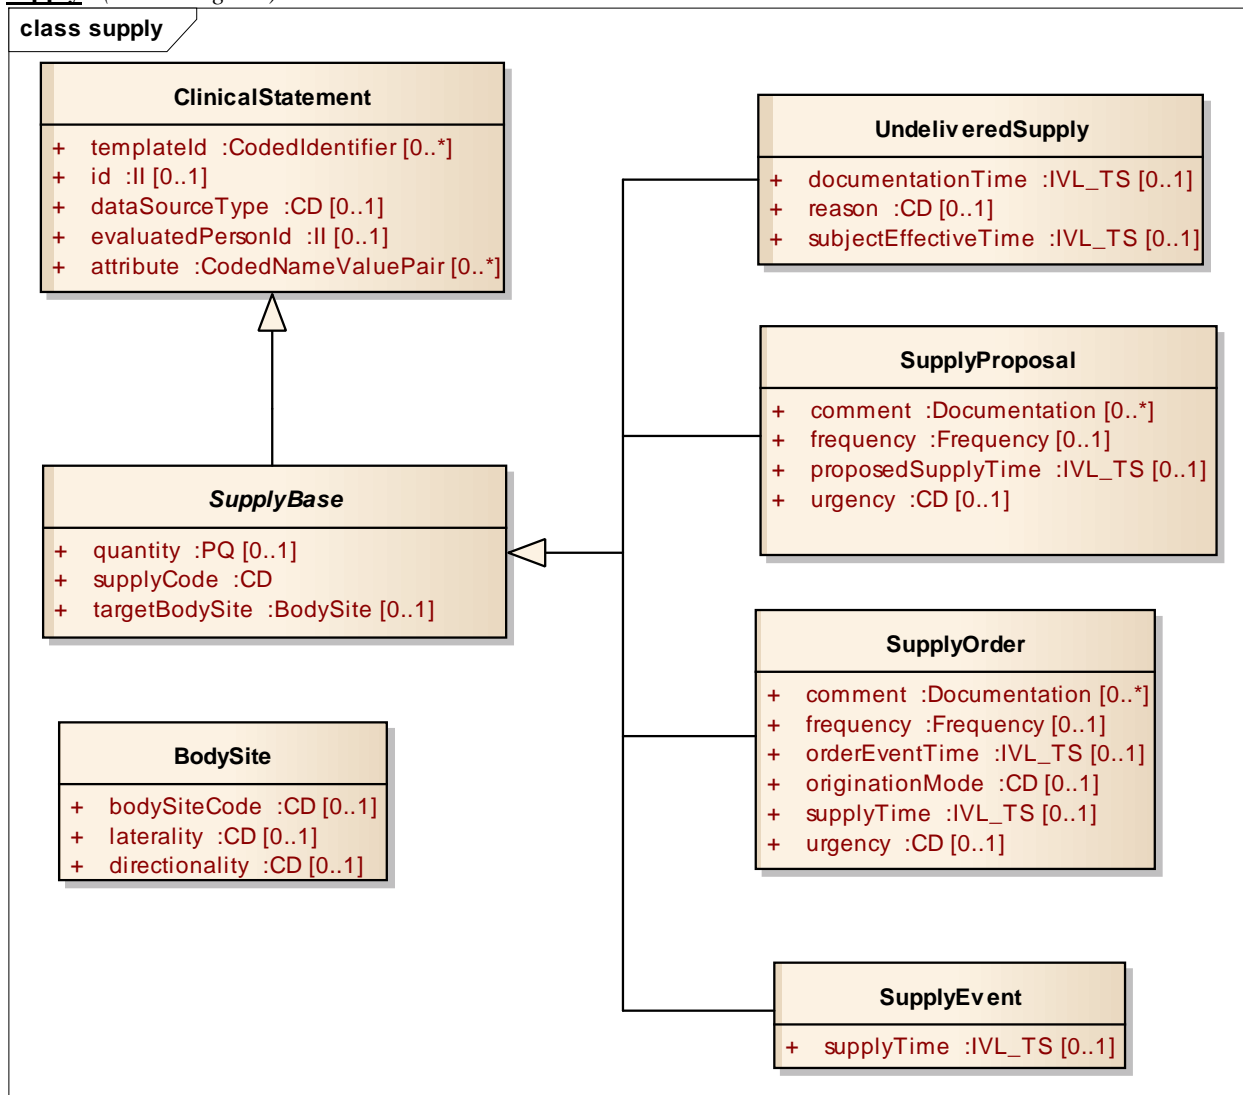 class supply
ClinicalStatement
+ templateId :CodedIdentifier [0..*]
+ id :II [0..1]
+ dataSourceType :CD [0..1]
+ evaluatedPersonId :II [0..1]
+ attribute :CodedNameValuePair [0..*]
UndeliveredSupply
+ documentationTime :IVL_TS [0..1]
+ reason :CD [0..1]
+ subjectEffectiveTime :IVL_TS [0..1]
SupplyProposal
+ comment :Documentation [0..*]
+ frequency :Frequency [0..1]
+ proposedSupplyTime :IVL_TS [0..1]
+ urgency :CD [0..1]
SupplyBase
+ quantity :PQ [0..1]
+ supplyCode :CD
+ targetBodySite :BodySite [0..1]
SupplyOrder
+ comment :Documentation [0..*]
+ frequency :Frequency [0..1]
+ orderEventTime :IVL_TS [0..1]
+ originationMode :CD [0..1]
+ supplyTime :IVL_TS [0..1]
+ urgency :CD [0..1]
BodySite
+ bodySiteCode :CD [0..1]
+ laterality :CD [0..1]
+ directionality :CD [0..1]
SupplyEvent
+ supplyTime :IVL_TS [0..1]